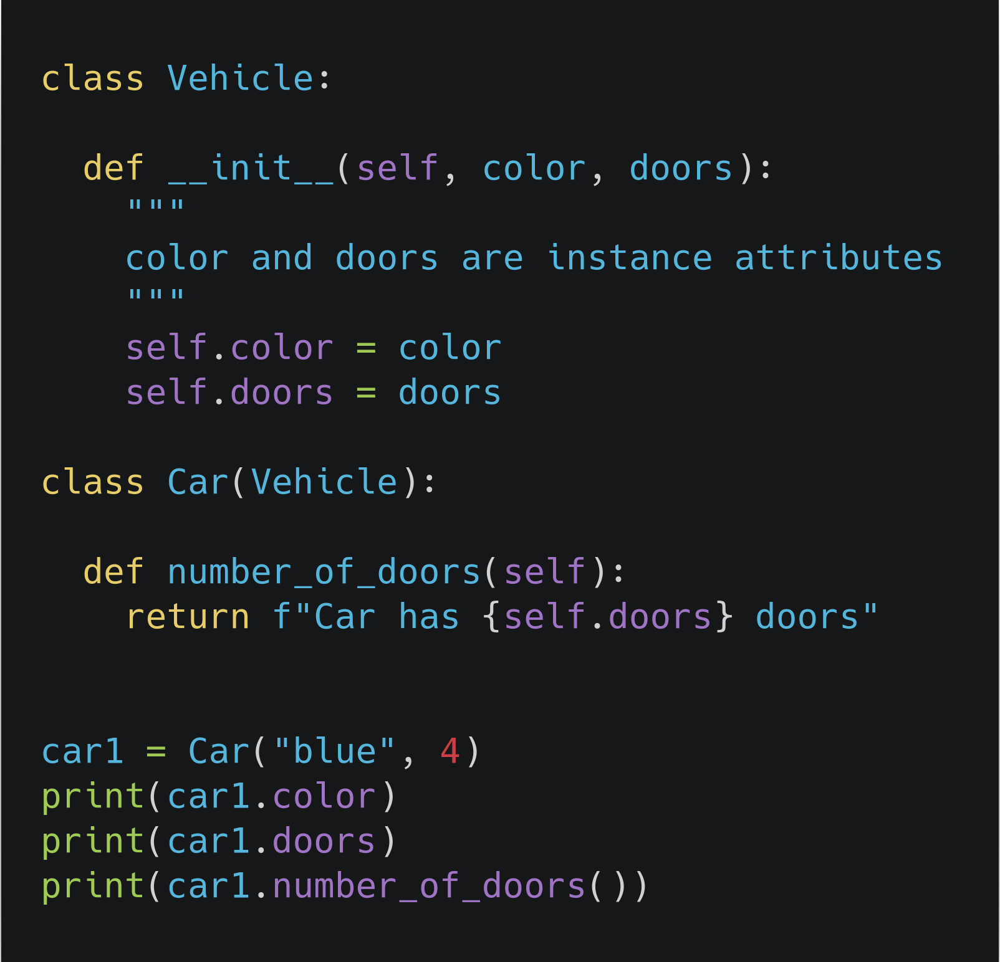 class Vehicle:
  def __init__(self, color, doors):
    """
    color and doors are instance attributes
    """
    self.color = color
    self.doors = doors
class Car(Vehicle):
  def number_of_doors(self):
    return f"Car has {self.doors} doors"
car1 = Car("blue", 4)
print(car1.color)
print(car1.doors)
print(car1.number_of_doors())